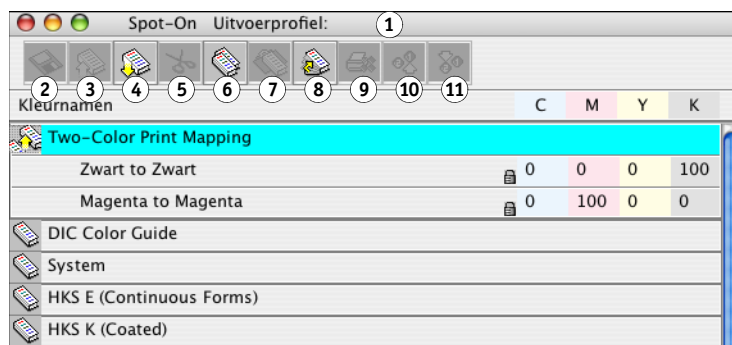 Spot-On Uitvoerprofiel: 1
2 3 4 5 6 7 8 9 10 11
Kleurnamen C M Y K
Two-Color Print Mapping
Zwart to Zwart 0 0 0 100
Magenta to Magenta 0 100 0 0
DIC Color Guide
System
HKS E (Continuous Forms)
HKS K (Coated)